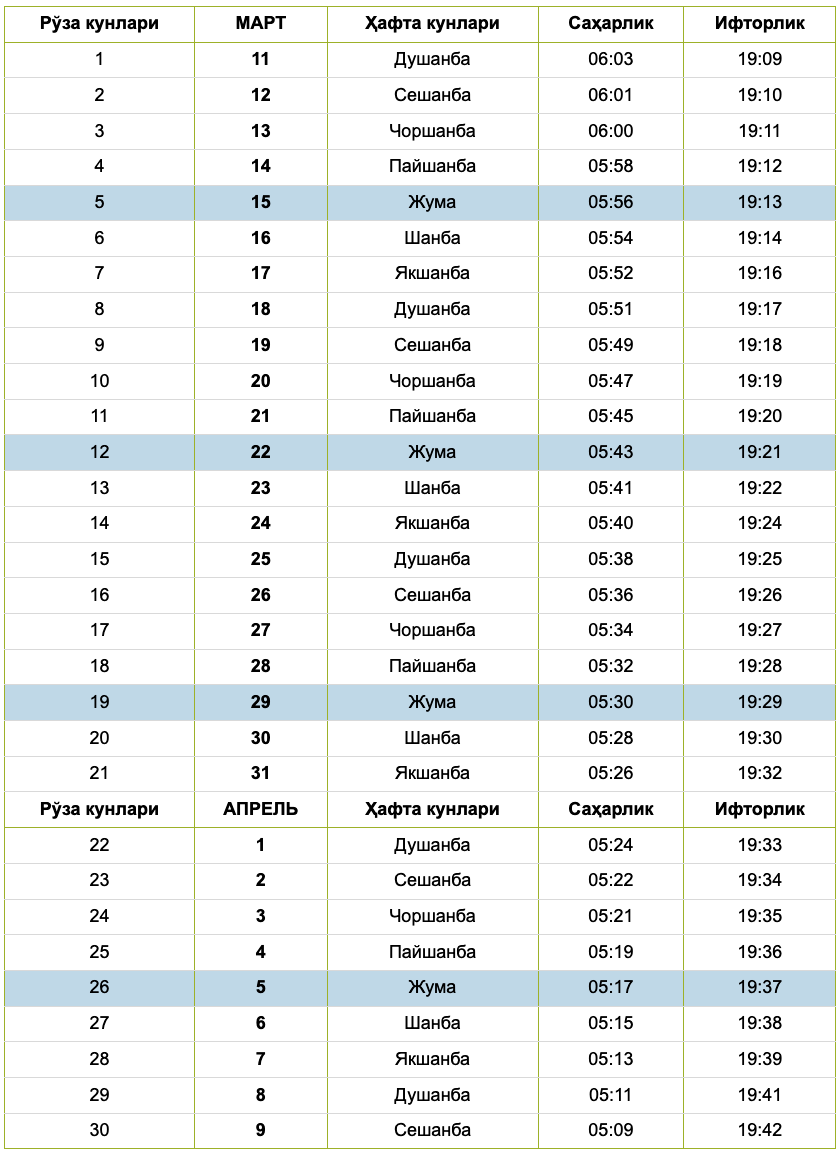 Рўза кунлари МАРТ Ҳафта кунлари Саҳарлик Ифторлик
1 11 Душанба 06:03 19:09
2 12 Сешанба 06:01 19:10
3 13 Чоршанба 06:00 19:11
4 14 Пайшанба 05:58 19:12
5 15 Жума 05:56 19:13
6 16 Шанба 05:54 19:14
7 17 Якшанба 05:52 19:16
8 18 Душанба 05:51 19:17
9 19 Сешанба 05:49 19:18
10 20 Чоршанба 05:47 19:19
11 21 Пайшанба 05:45 19:20
12 22 Жума 05:43 19:21
13 23 Шанба 05:41 19:22
14 24 Якшанба 05:40 19:24
15 25 Душанба 05:38 19:25
16 26 Сешанба 05:36 19:26
17 27 Чоршанба 05:34 19:27
18 28 Пайшанба 05:32 19:28
19 29 Жума 05:30 19:29
20 30 Шанба 05:28 19:30
21 31 Якшанба 05:26 19:32
Рўза кунлари АПРЕЛЬ Ҳафта кунлари Саҳарлик Ифторлик
22 1 Душанба 05:24 19:33
23 2 Сешанба 05:22 19:34
24 3 Чоршанба 05:21 19:35
25 4 Пайшанба 05:19 19:36
26 5 Жума 05:17 19:37
27 6 Шанба 05:15 19:38
28 7 Якшанба 05:13 19:39
29 8 Душанба 05:11 19:41
30 9 Сешанба 05:09 19:42